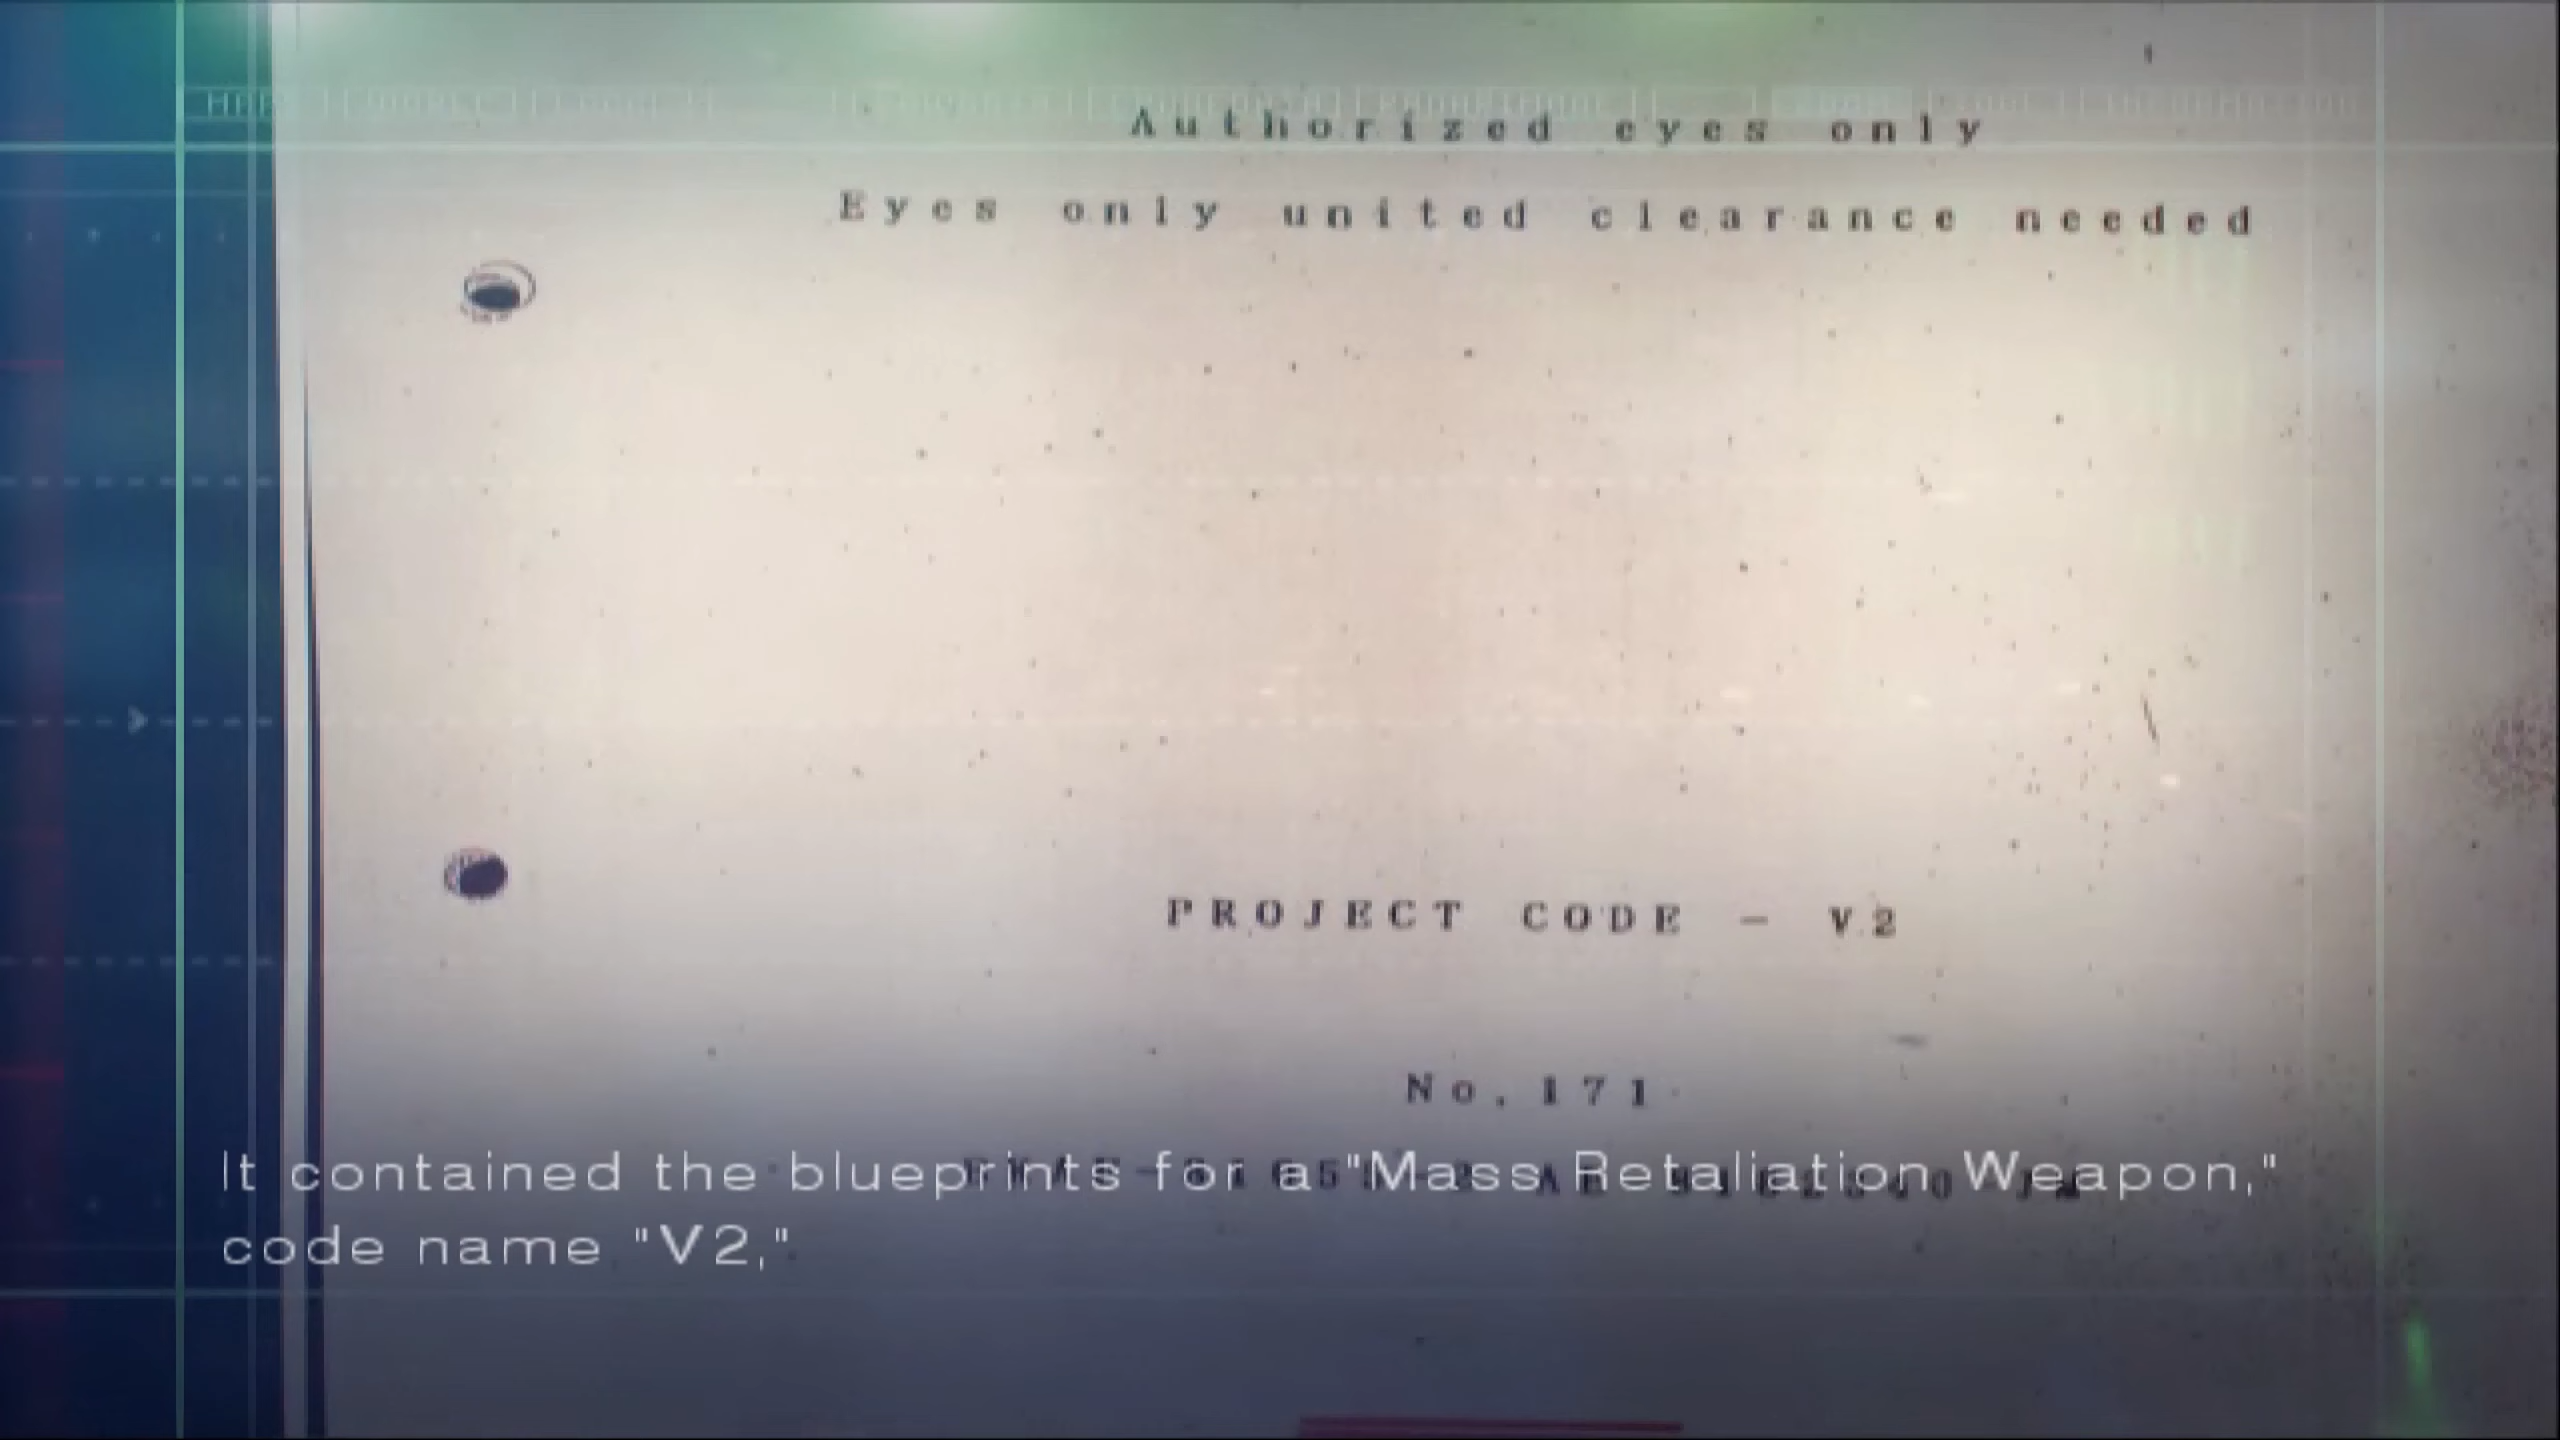 Authorized eyes only
Eyes only united clearance needed
PROJECT CODE - V2
No. 171
It contained the blueprints for a "Mass Retaliation Weapon,"
code name "V2,"